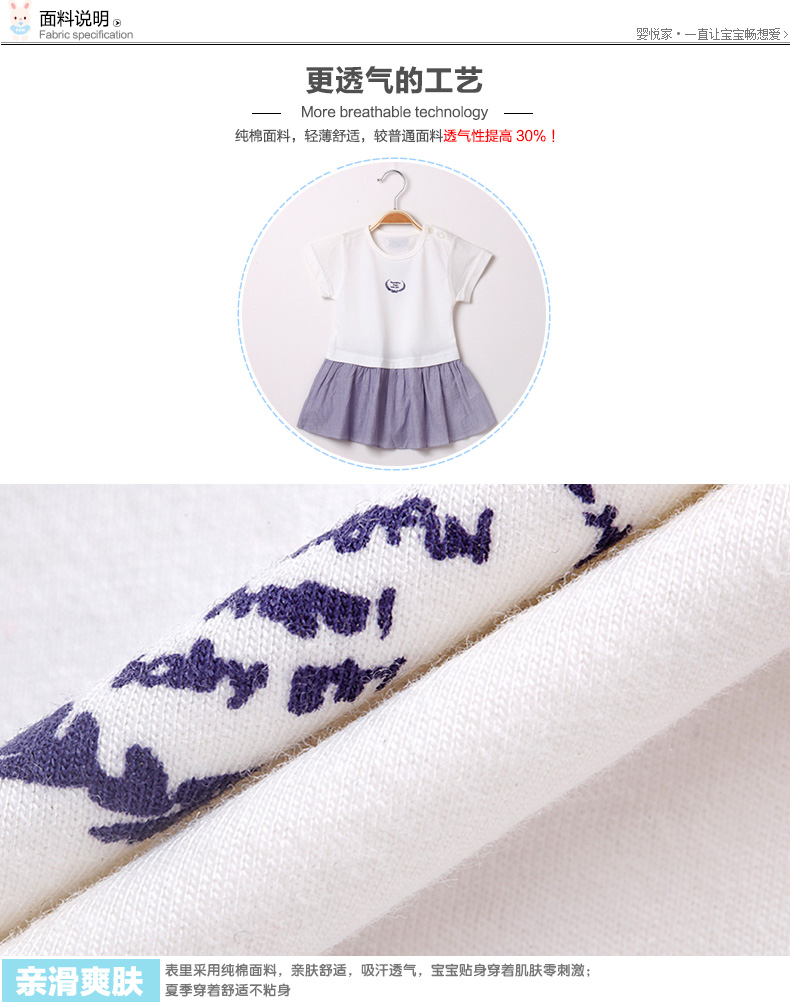 面料说明
Fabric specification
婴悦家•一直让宝宝畅想爱>
更透气的工艺
More breathable technology
纯棉面料，轻薄舒适，较普通面料透气性提高 30%！
亲滑爽肤
表里采用纯棉面料，亲肤舒适，吸汗透气，宝宝贴身穿着肌肤零刺激；
夏季穿着舒适不粘身